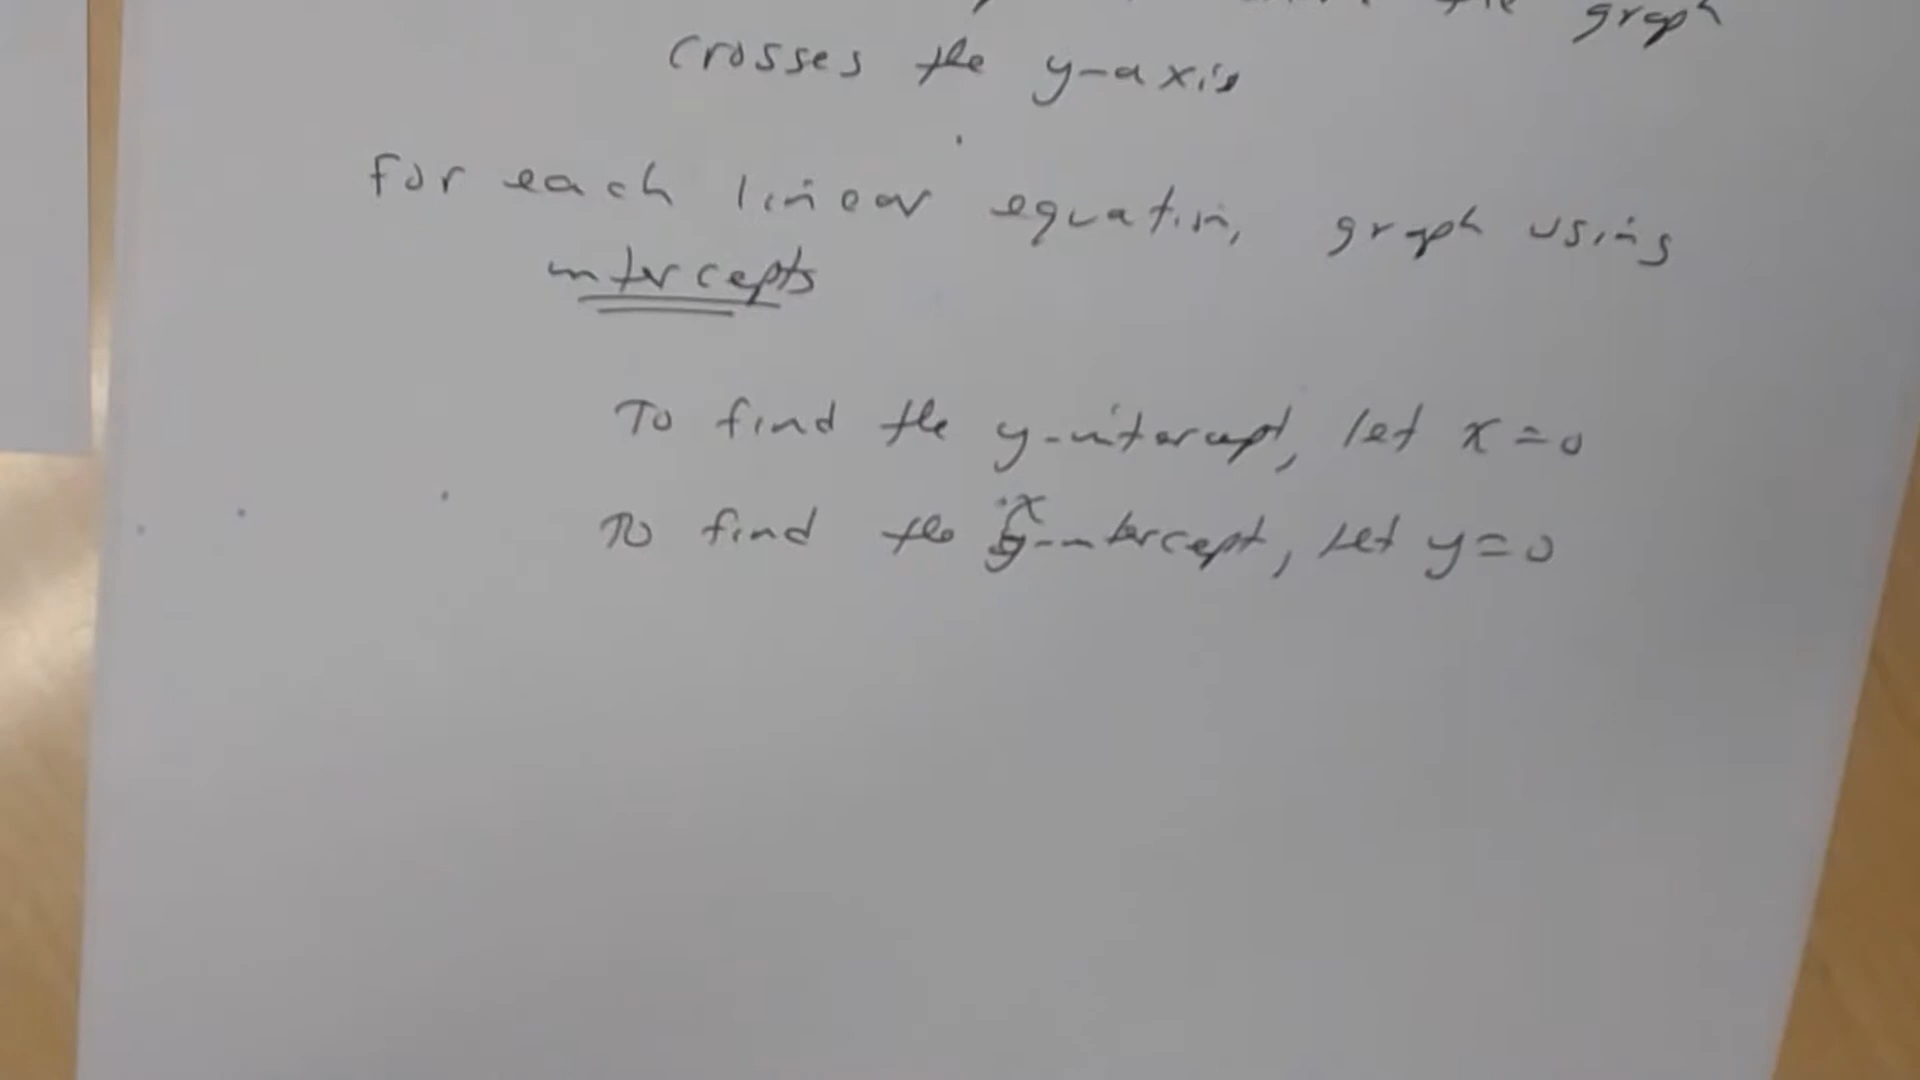 the graph
crosses the y-axis
for each linear equation, graph using
intercepts
To find the y-intercept, let x=0
To find the x-intercept, let y=0